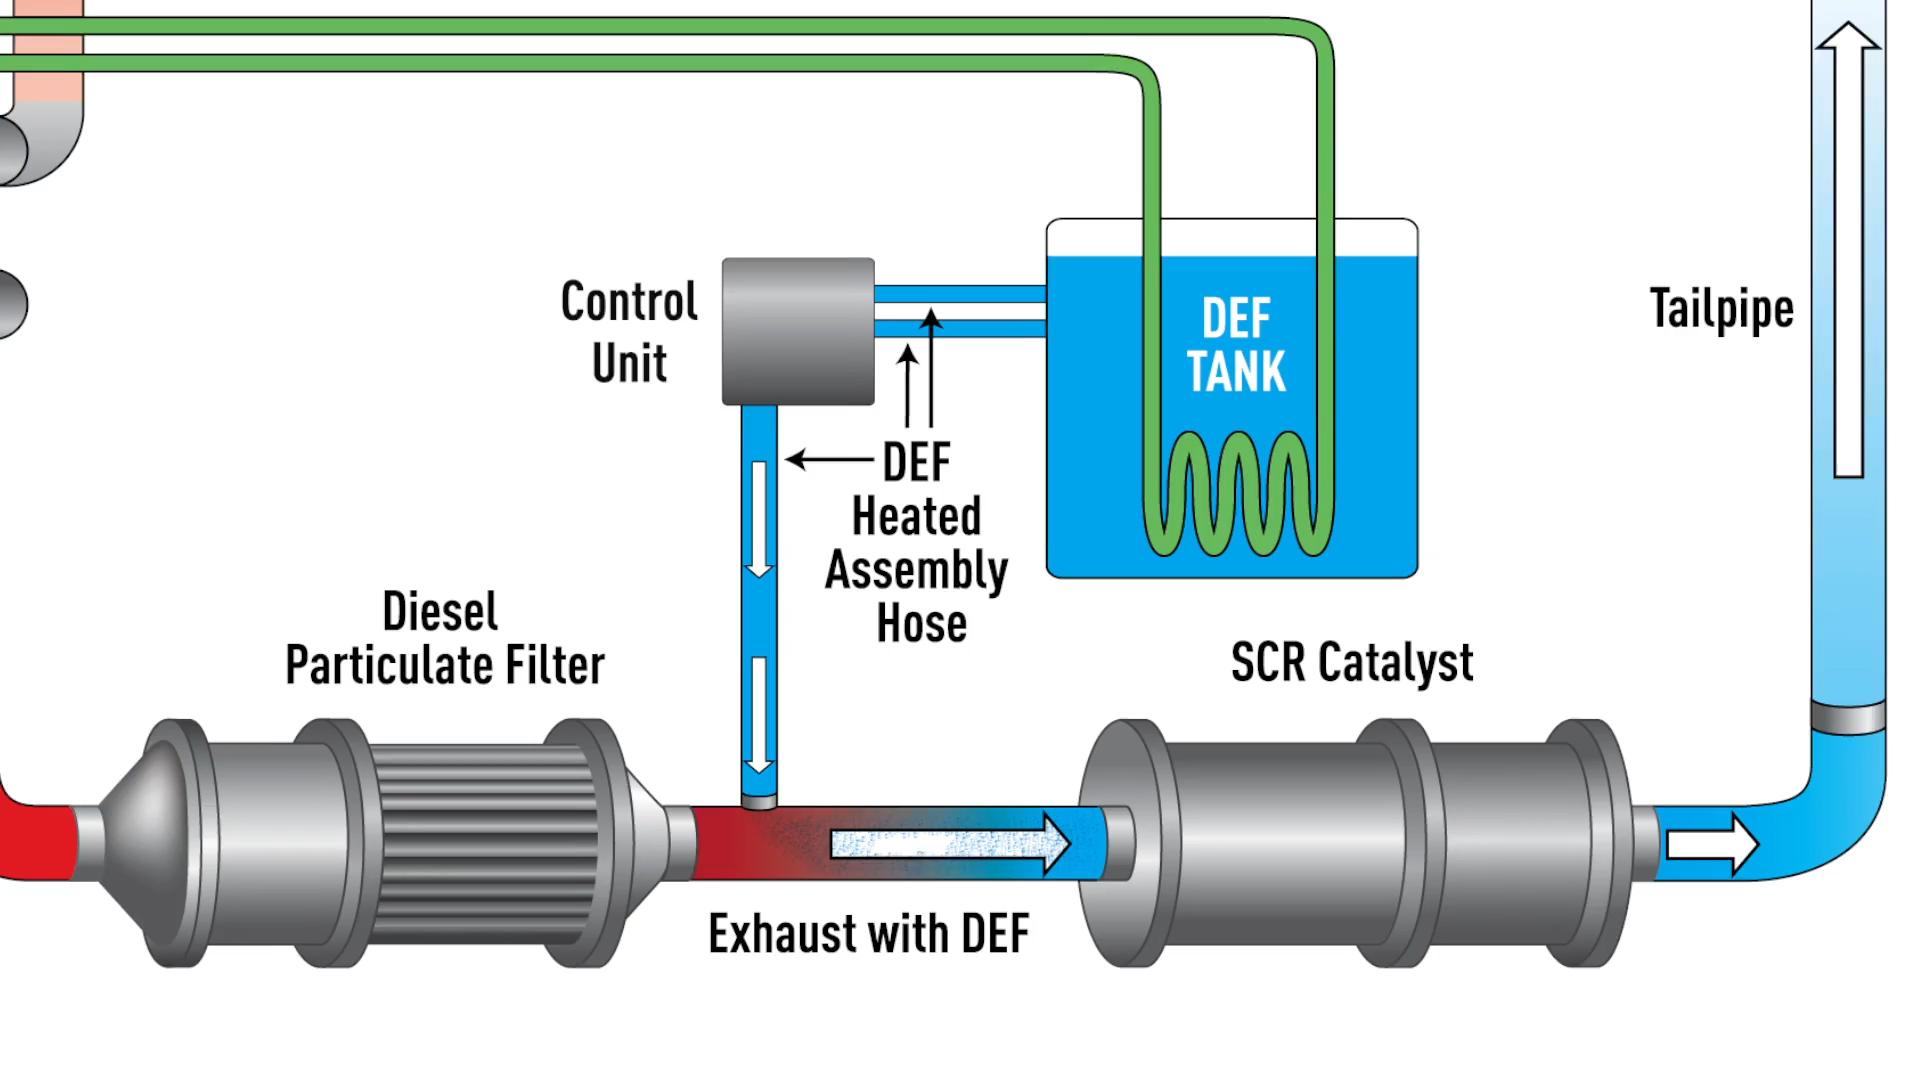 Control
Unit
DEF
TANK
Tailpipe
DEF
Heated
Assembly
Hose
Diesel
Particulate Filter
SCR Catalyst
Exhaust with DEF